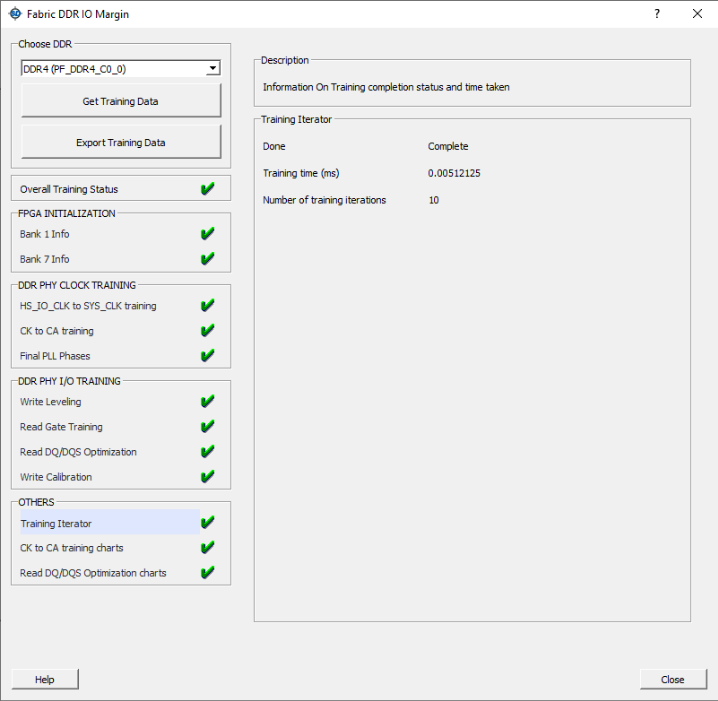 Fabric DDR IO Margin
?
Choose DDR
DDR4 (PF_DDR4_C0_0)
Get Training Data
Export Training Data
Overall Training Status
FPGA INITIALIZATION
Bank 1 Info
Bank 7 Info
DDR PHY CLOCK TRAINING
HS_IO_CLK to SYS_CLK training
CK to CA training
Final PLL Phases
DDR PHY I/O TRAINING
Write Leveling
Read Gate Training
Read DQ/DQS Optimization
Write Calibration
OTHERS
Training Iterator
CK to CA training charts
Read DQ/DQS Optimization charts
Description
Information On Training completion status and time taken
Training Iterator
Done Complete
Training time (ms) 0.00512125
Number of training iterations 10
Help
Close